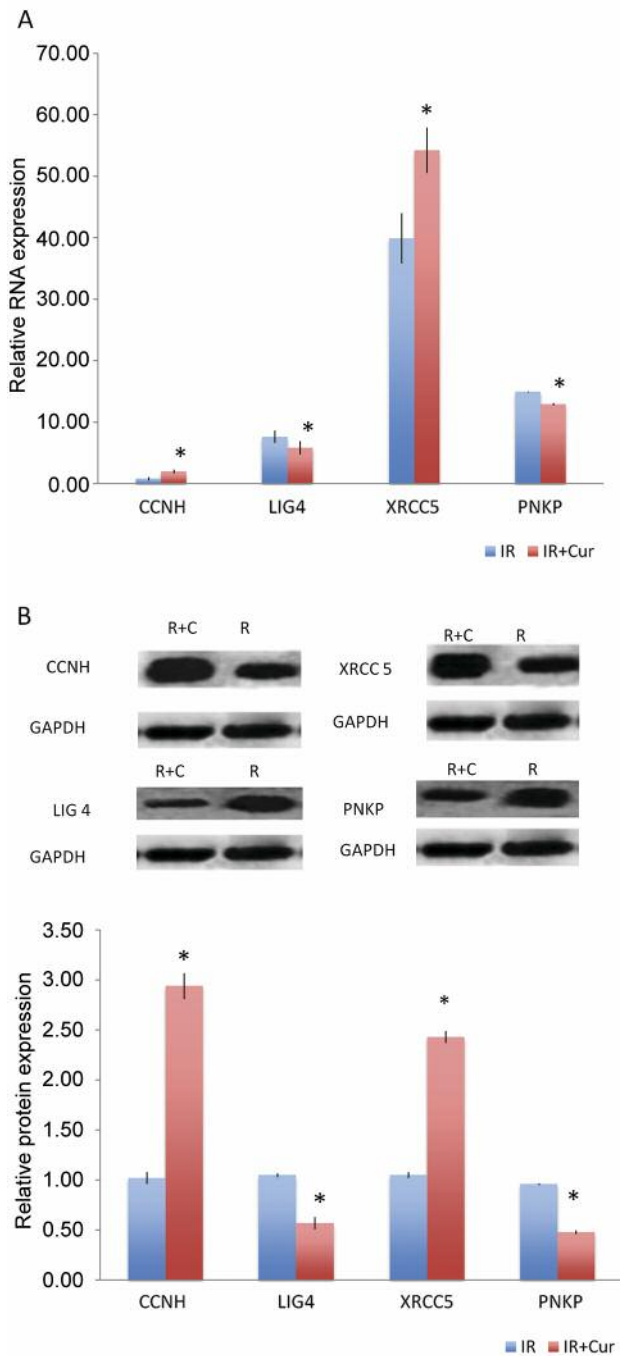 A
70.00
60.00
50.00
40.00
30.00
20.00
10.00
0.00
Relative RNA expression
*
*
*
*
CCNH LIG4 XRCC5 PNKP
IR IR+Cur
B
R+C R
CCNH
GAPDH
R+C R
XRCC 5
GAPDH
R+C R
LIG 4
GAPDH
R+C R
PNKP
GAPDH
3.50
3.00
2.50
2.00
1.50
1.00
0.50
0.00
Relative protein expression
*
*
*
*
CCNH LIG4 XRCC5 PNKP
IR IR+Cur